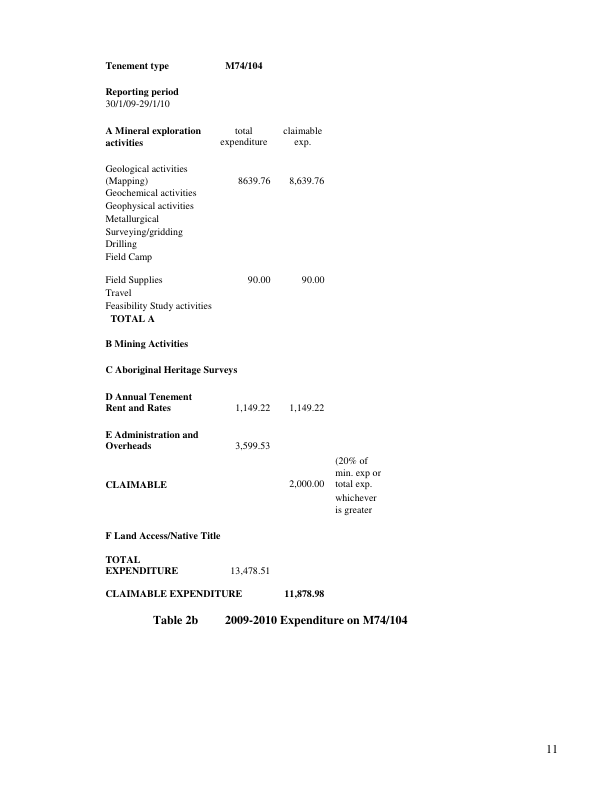 Tenement type M74/104
Reporting period
30/1/09-29/1/10
A Mineral exploration total claimable
activities expenditure exp.
Geological activities
(Mapping) 8639.76 8,639.76
Geochemical activities
Geophysical activities
Metallurgical
Surveying/gridding
Drilling
Field Camp
Field Supplies 90.00 90.00
Travel
Feasibility Study activities
TOTAL A
B Mining Activities
C Aboriginal Heritage Surveys
D Annual Tenement
Rent and Rates 1,149.22 1,149.22
E Administration and
Overheads 3,599.53
(20% of
min. exp or
CLAIMABLE 2,000.00 total exp.
whichever
is greater
F Land Access/Native Title
TOTAL
EXPENDITURE 13,478.51
CLAIMABLE EXPENDITURE 11,878.98
Table 2b 2009-2010 Expenditure on M74/104
11